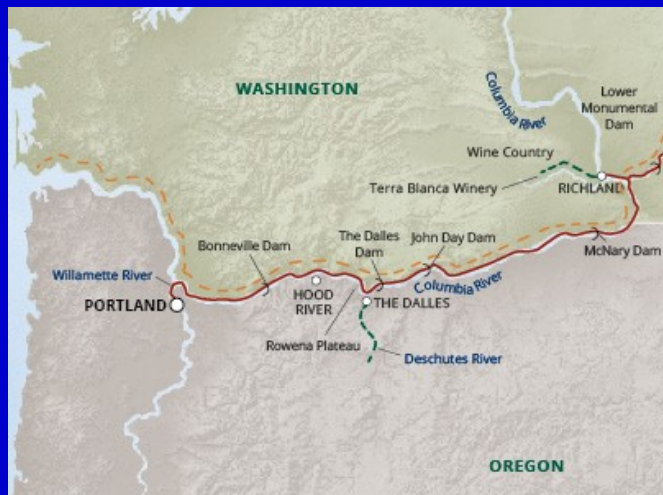 WASHINGTON
Columbia River
Lower
Monumental
Dam
Wine Country
Terra Blanca Winery
RICHLAND
The Dalles
Dam
John Day Dam
Bonneville Dam
McNary Dam
Willamette River
Columbia River
PORTLAND
HOOD
RIVER
THE DALLES
Rowena Plateau
Deschutes River
OREGON